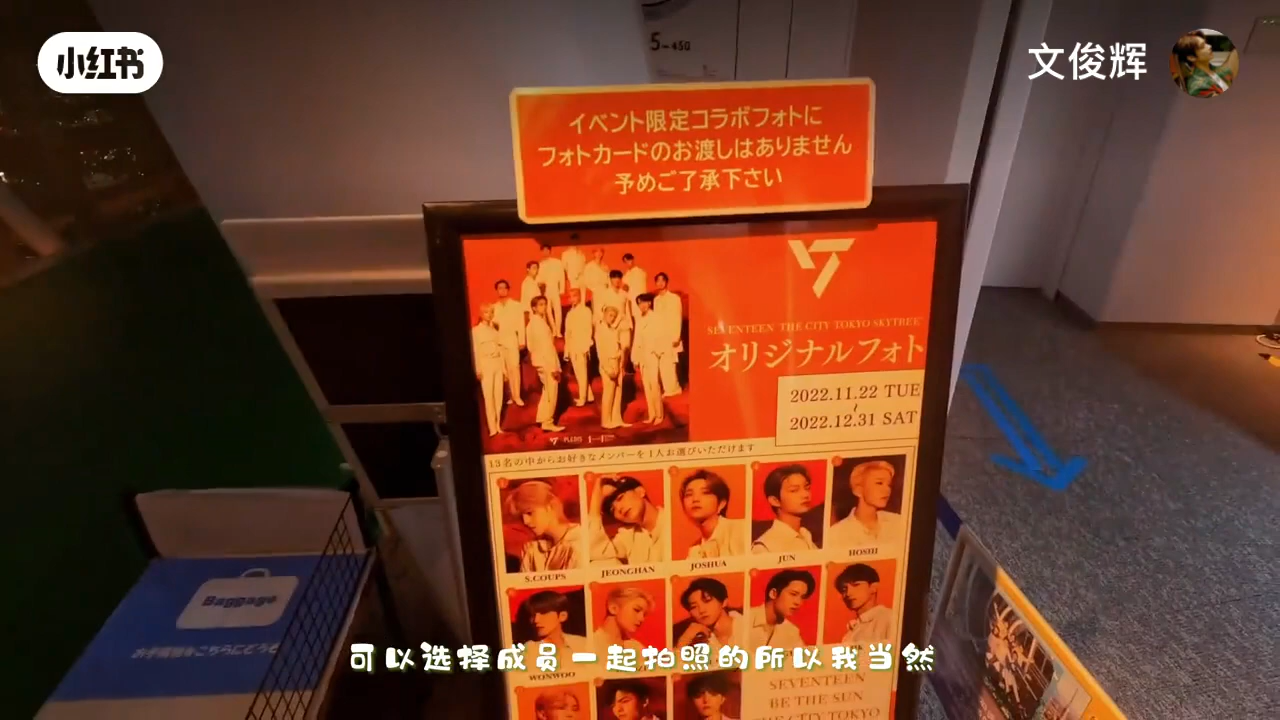 小红书
文俊辉
5-450
イベント限定コラボフォトに
フォトカードのお渡しはありません
予めご了承下さい
SEVENTEEN THE CITY TOKYO SKYTREE
オリジナルフォト
2022.11.22 TUE
2022.12.31 SAT
PLEDIS
13名の中からお好きなメンバーを1人お選びいただけます
S.COUPS
JEONGHAN
JOSHUA
JUN
HOSHI
WONWOO
SEVENTEEN
BE THE SUN
THE CITY TOKYO
Baggage
可以选择成员一起拍照的所以我当然